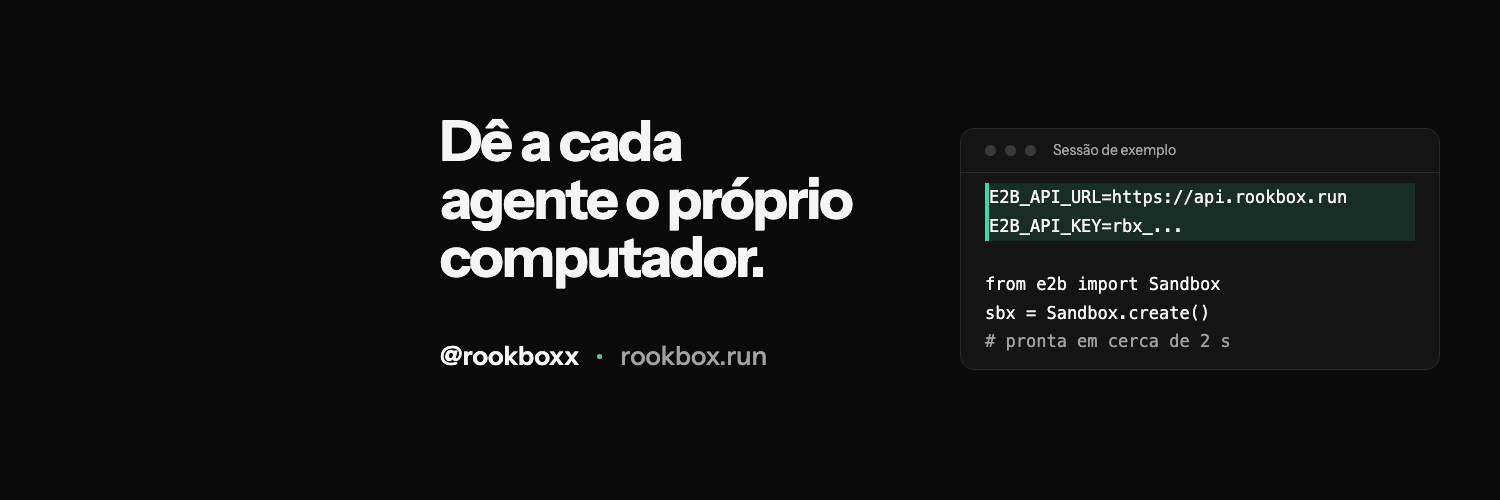 Dê a cada
agente o próprio
computador.
@rookboxx • rookbox.run
Sessão de exemplo
E2B_API_URL=https://api.rookbox.run
E2B_API_KEY=rbx_...
from e2b import Sandbox
sbx = Sandbox.create()
# pronta em cerca de 2 s